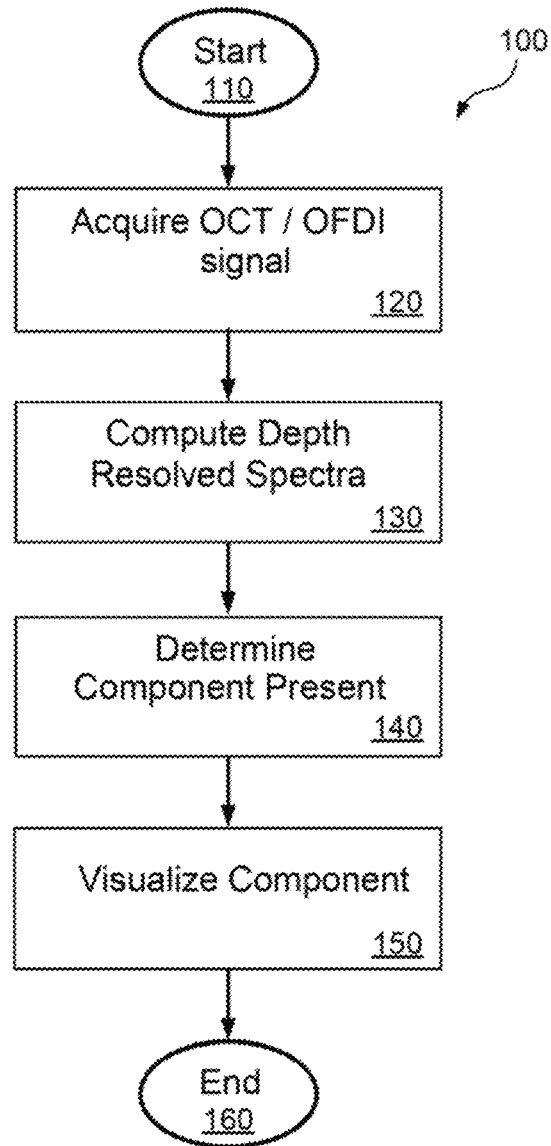 Start
110
100
Acquire OCT / OFDI
signal
120
Compute Depth
Resolved Spectra
130
Determine
Component Present
140
Visualize Component
150
End
160